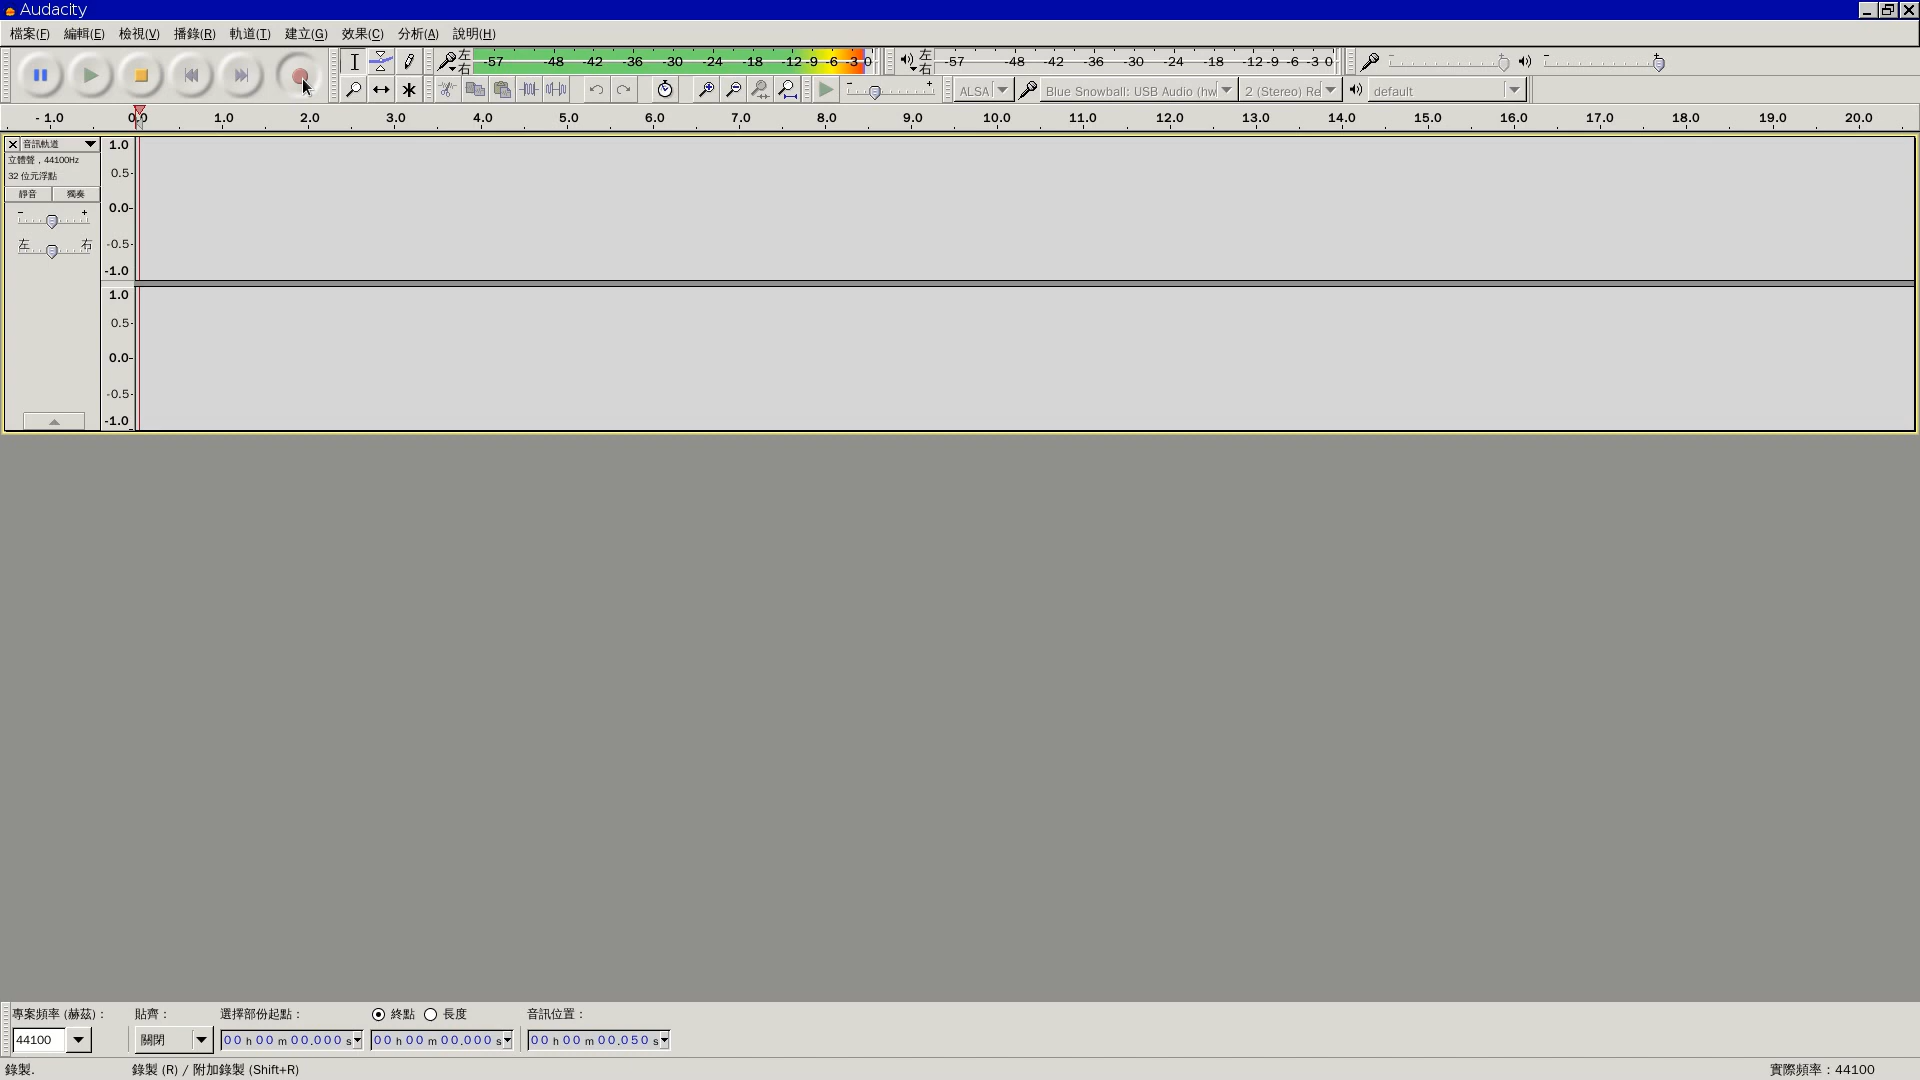 Audacity
檔案(F) 編輯(E) 檢視(V) 播錄(R) 軌道(T) 建立(G) 效果(C) 分析(A) 說明(H)
左 右 -57 -48 -42 -36 -30 -24 -18 -12 -9 -6 -3 0 左 右 -57 -48 -42 -36 -30 -24 -18 -12 -9 -6 -3 0
- + - +
- + ALSA Blue Snowball: USB Audio (hw 2 (Stereo) Re default
- 1.0 0.0 1.0 2.0 3.0 4.0 5.0 6.0 7.0 8.0 9.0 10.0 11.0 12.0 13.0 14.0 15.0 16.0 17.0 18.0 19.0 20.0
音訊軌道
立體聲，44100Hz
32 位元浮點
靜音 獨奏
- +
左 右
1.0
0.5
0.0
-0.5
-1.0
1.0
0.5
0.0
-0.5
-1.0
專案頻率 (赫茲)： 貼齊： 選擇部份起點： 終點 長度 音訊位置：
44100 關閉 00 h 00 m 00.000 s 00 h 00 m 00.000 s 00 h 00 m 00.050 s
錄製. 錄製 (R) / 附加錄製 (Shift+R) 實際頻率：44100